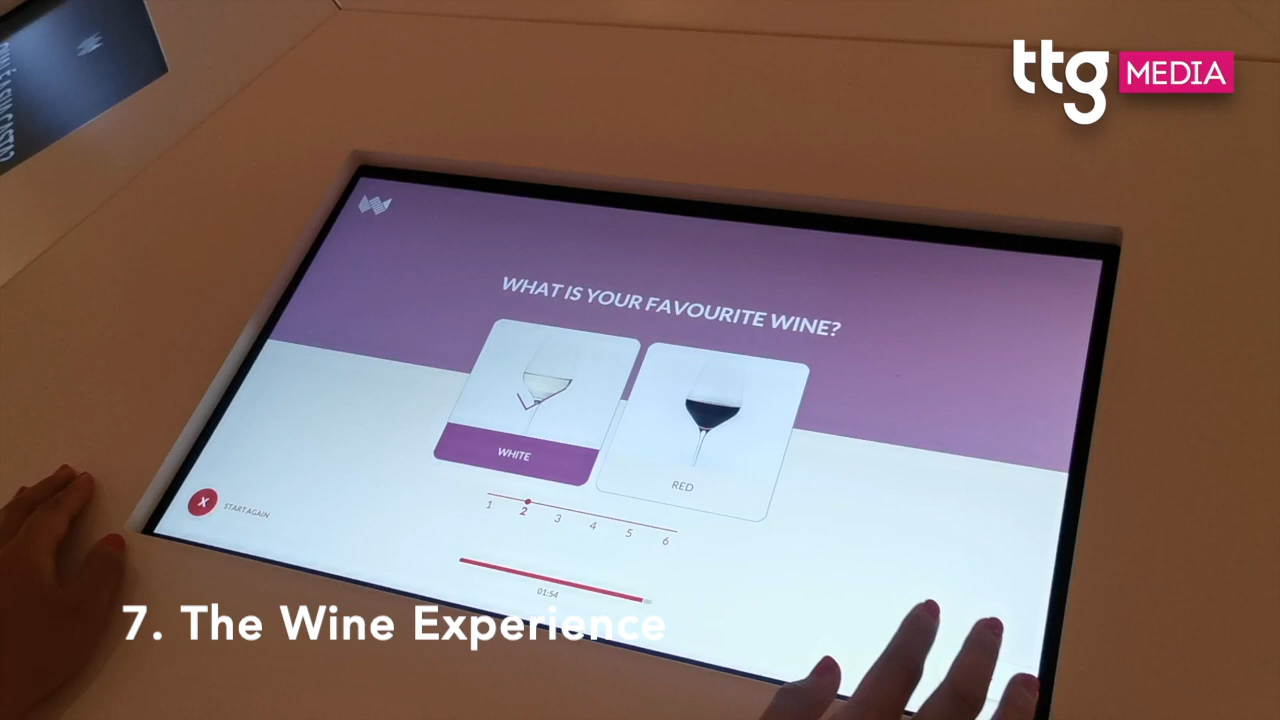 ttg MEDIA
WHAT IS YOUR FAVOURITE WINE?
WHITE
RED
1 2 3 4 5 6
X START AGAIN
01:54
7. The Wine Experience